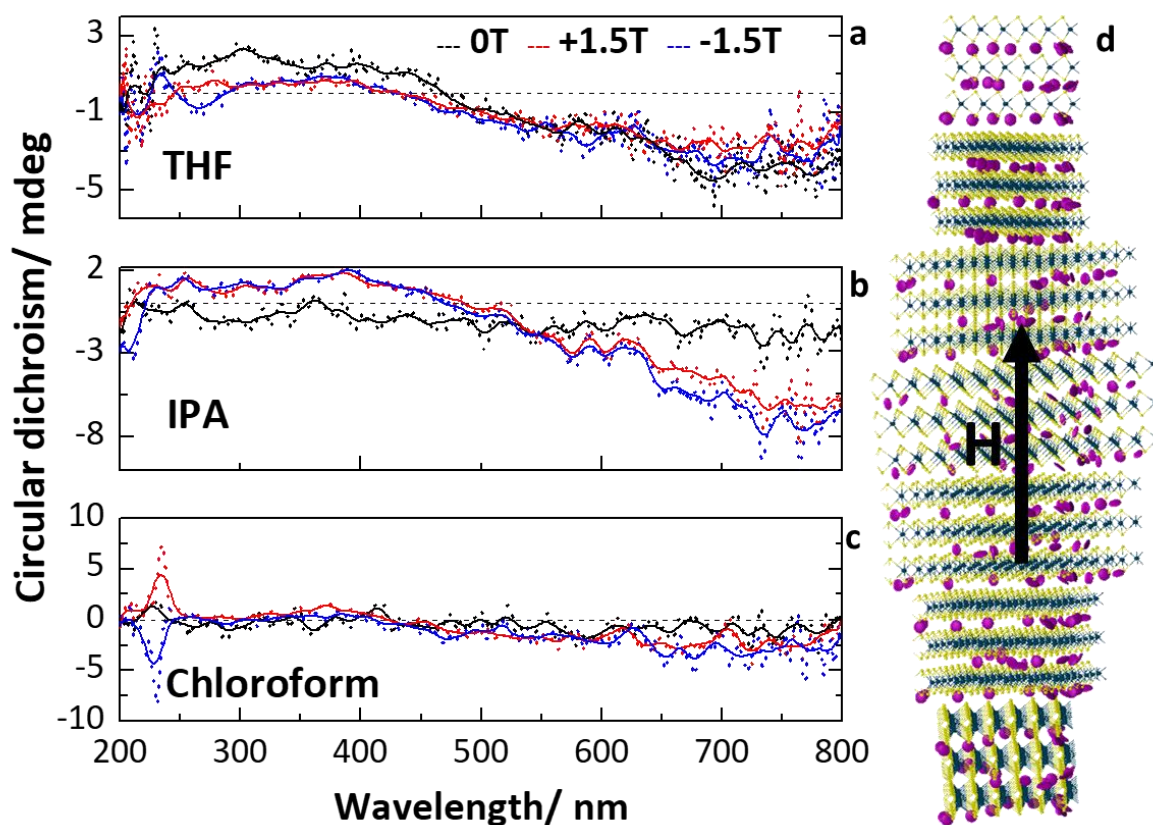 0T +1.5T -1.5T
a
3
-1
-5
THF
2
b
-3
-8
IPA
10
c
5
0
-5
-10
Chloroform
200 300 400 500 600 700 800
Wavelength/ nm
Circular dichroism/ mdeg
d
H